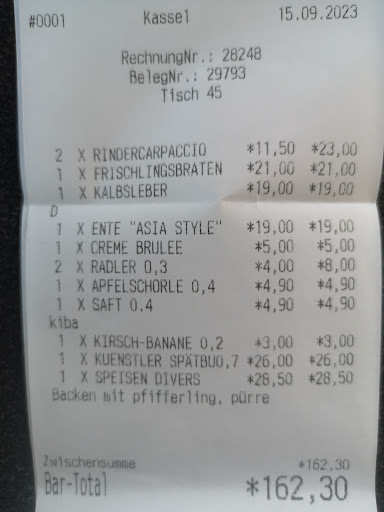 #0001 Kasse1 15.09.2023
RechnungNr.: 28248
BelegNr.: 29793
Tisch 45
2 X RINDERCARPACCIO *11,50 *23,00
1 X FRISCHLINGSBRATEN *21,00 *21,00
1 X KALBSLEBER *19,00 *19,00
D
1 X ENTE "ASIA STYLE" *19,00 *19,00
1 X CREME BRULEE *5,00 *5,00
2 X RADLER 0,3 *4,00 *8,00
1 X APFELSCHORLE 0,4 *4,90 *4,90
1 X SAFT 0.4 *4,90 *4,90
kiba
1 X KIRSCH-BANANE 0,2 *3,00 *3,00
1 X KUENSTLER SPÄTBUO,7 *26,00 *26,00
1 X SPEISEN DIVERS *28,50 *28,50
Backen mit pfifferling, pürre
Zwischensumme *162,30
Bar-Total *162,30